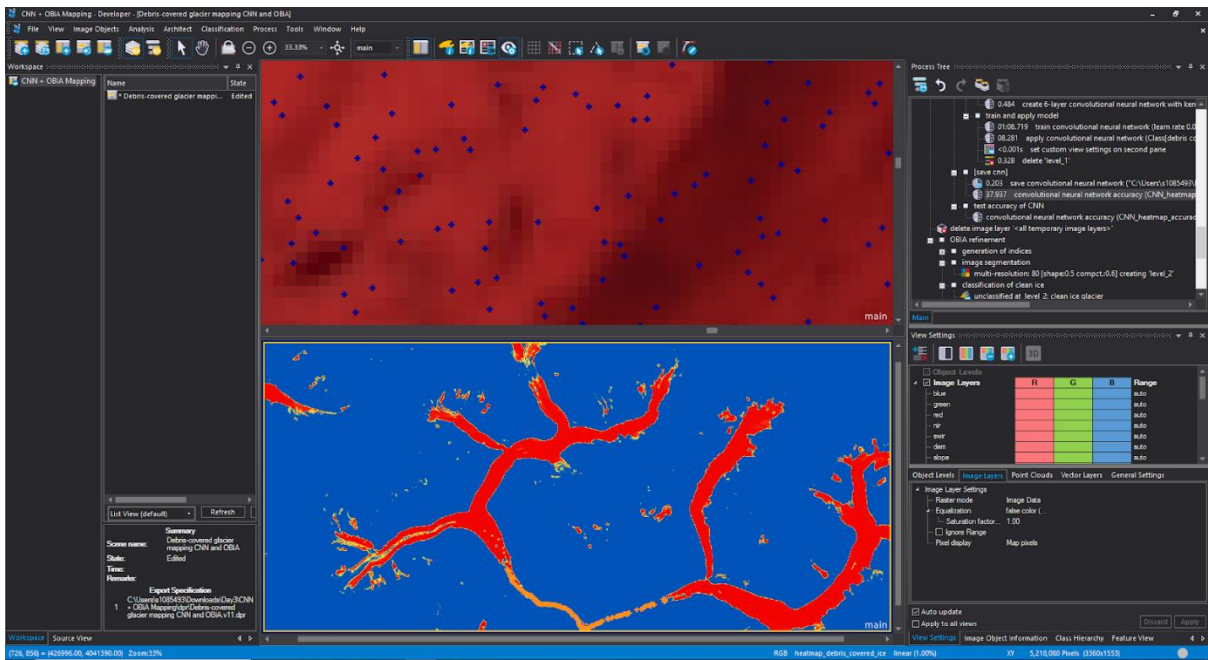 CNN + OBIA Mapping - Developer - [Debris-covered glacier mapping CNN and OBIA]
File View Image Objects Analysis Architect Classification Process Tools Window Help
33.33%
main
Workspace
CNN + OBIA Mapping
Name
State
* Debris-covered glacier mappi... Edited
List View (default)
Refresh
Summary
Scene name: Debris-covered glacier mapping CNN and OBIA
State: Edited
Time:
Remarks:
Export Specification
1 C:\Users\s1085493\Downloads\Day3\CNN + OBIA Mapping\dpr\Debris-covered glacier mapping CNN and OBIA.v11.dpr
Workspace Source View
main
main
Process Tree
0.484 create 6-layer convolutional neural network with ker
train and apply model
01:08.719 train convolutional neural network (learn rate 0.0
08.281 apply convolutional neural network (Class[debris co
<0.001s set custom view settings on second pane
0.328 delete 'level_1'
[save cnn]
0.203 save convolutional neural network ("C:\Users\s1085493\
37.937 convolutional neural network accuracy (CNN_heatmap
test accuracy of CNN
convolutional neural network accuracy (CNN_heatmap_accurac
delete image layer '<all temporary image layers>'
OBIA refinement
generation of indices
image segmentation
multi-resolution: 80 [shape:0.5 compct.:0.6] creating 'level_2'
classification of clean ice
unclassified at level_2: clean ice glacier
Main
View Settings
3D
Object Levels
Image Layers R G B Range
blue auto
green auto
red auto
nir auto
swir auto
dem auto
slope auto
Object Levels Image Layers Point Clouds Vector Layers General Settings
Image Layer Settings
Raster mode Image Data
Equalization false color (...
Saturation factor... 1.00
Ignore Range
Pixel display Map pixels
Auto update
Apply to all views
Discard Apply
View Settings Image Object Information Class Hierarchy Feature View
(726, 856) = (426996.00, 4041390.00) Zoom:33%
RGB heatmap_debris_covered_ice linear (1.00%)
XY 5,218,080 Pixels (3360x1553)